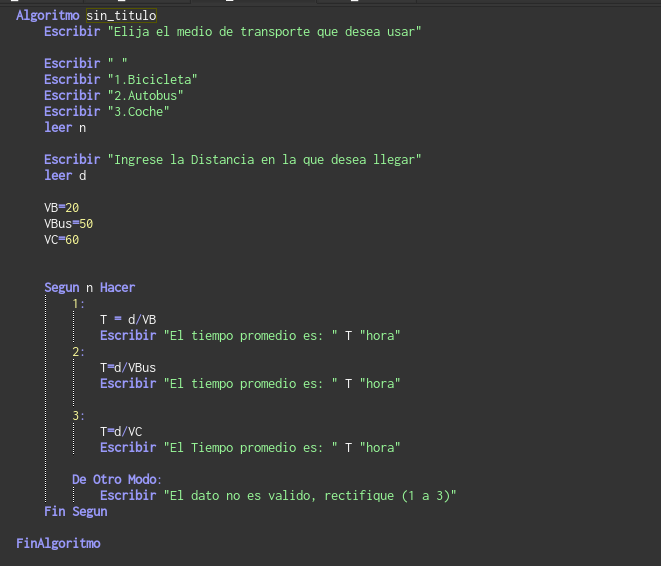 Algoritmo sin_titulo
Escribir "Elija el medio de transporte que desea usar"
Escribir " "
Escribir "1.Bicicleta"
Escribir "2.Autobus"
Escribir "3.Coche"
leer n
Escribir "Ingrese la Distancia en la que desea llegar"
leer d
VB=20
VBus=50
VC=60
Segun n Hacer
1:
T = d/VB
Escribir "El tiempo promedio es: " T "hora"
2:
T=d/VBus
Escribir "El tiempo promedio es: " T "hora"
3:
T=d/VC
Escribir "El Tiempo promedio es: " T "hora"
De Otro Modo:
Escribir "El dato no es valido, rectifique (1 a 3)"
Fin Segun
FinAlgoritmo